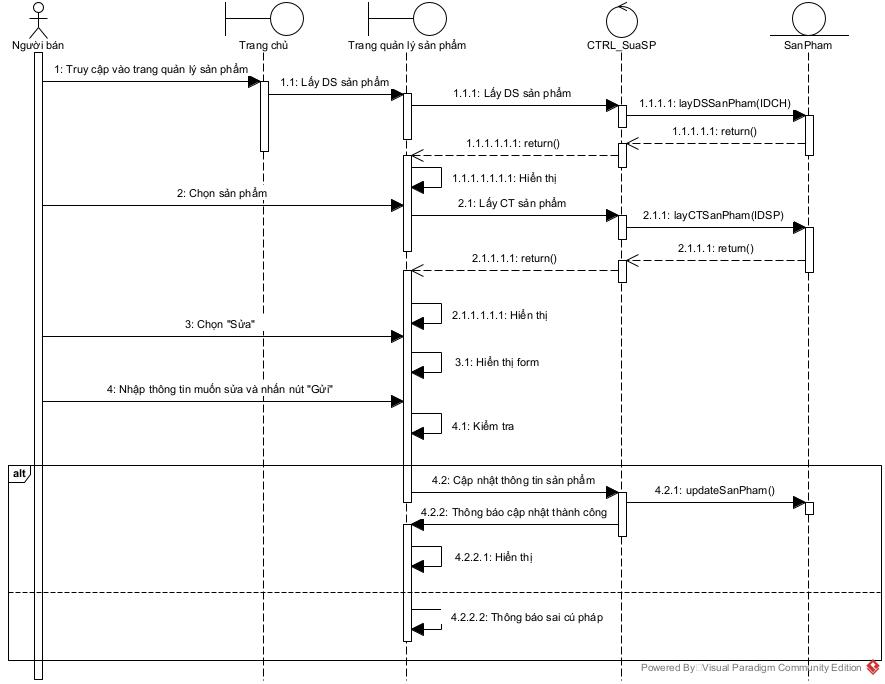 Người bán
Trang chủ
Trang quản lý sản phẩm
CTRL_SuaSP
SanPham
1: Truy cập vào trang quản lý sản phẩm
1.1: Lấy DS sản phẩm
1.1.1: Lấy DS sản phẩm
1.1.1.1: layDSSanPham(IDCH)
1.1.1.1.1: return()
1.1.1.1.1.1: return()
1.1.1.1.1.1.1: Hiển thị
2: Chọn sản phẩm
2.1: Lấy CT sản phẩm
2.1.1: layCTSanPham(IDSP)
2.1.1.1: return()
2.1.1.1.1: return()
2.1.1.1.1.1: Hiển thị
3: Chọn "Sửa"
3.1: Hiển thị form
4: Nhập thông tin muốn sửa và nhấn nút "Gửi"
4.1: Kiểm tra
alt
4.2: Cập nhật thông tin sản phẩm
4.2.1: updateSanPham()
4.2.2: Thông báo cập nhật thành công
4.2.2.1: Hiển thị
4.2.2.2: Thông báo sai cú pháp
Powered By Visual Paradigm Community Edition